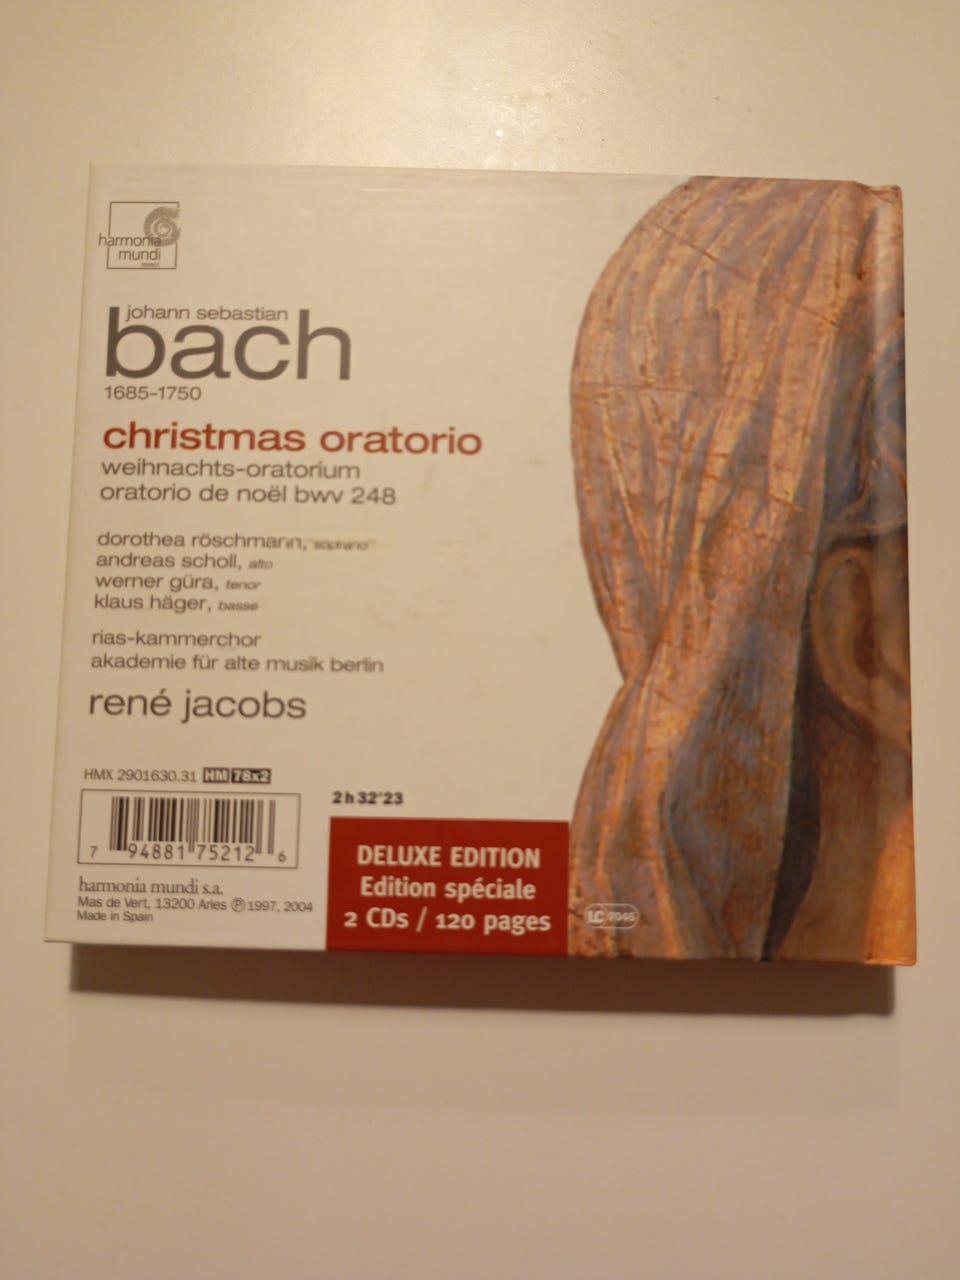 harmonia
mundi
FRANCE
johann sebastian
bach
1685-1750
christmas oratorio
weihnachts-oratorium
oratorio de noël bwv 248
dorothea röschmann, soprano
andreas scholl, alto
werner güra, tenor
klaus häger, basse
rias-kammerchor
akademie für alte musik berlin
rené jacobs
HMX 2901630.31 HM 78x2
2h32'23
7 94881 75212 6
harmonia mundi s.a.
Mas de Vert, 13200 Arles ℗ 1997, 2004
Made in Spain
DELUXE EDITION
Edition spéciale
2 CDs / 120 pages
LC 7045